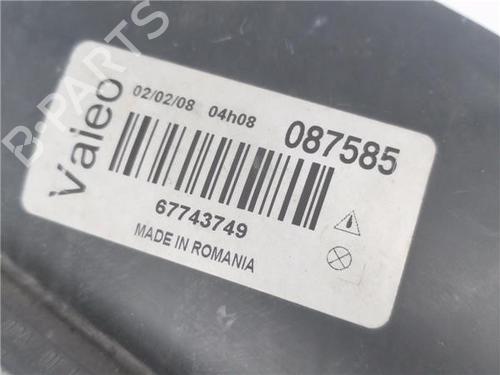 Valeo
02/02/08 04h08
087585
67743749
MADE IN ROMANIA
B-PARTS